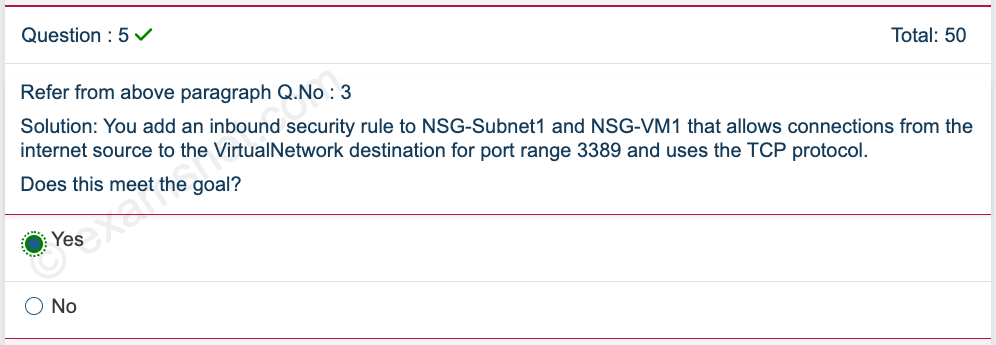 Question : 5
Total: 50
Refer from above paragraph Q.No : 3
Solution: You add an inbound security rule to NSG-Subnet1 and NSG-VM1 that allows connections from the
internet source to the VirtualNetwork destination for port range 3389 and uses the TCP protocol.
Does this meet the goal?
Yes
No
© examsnet.com